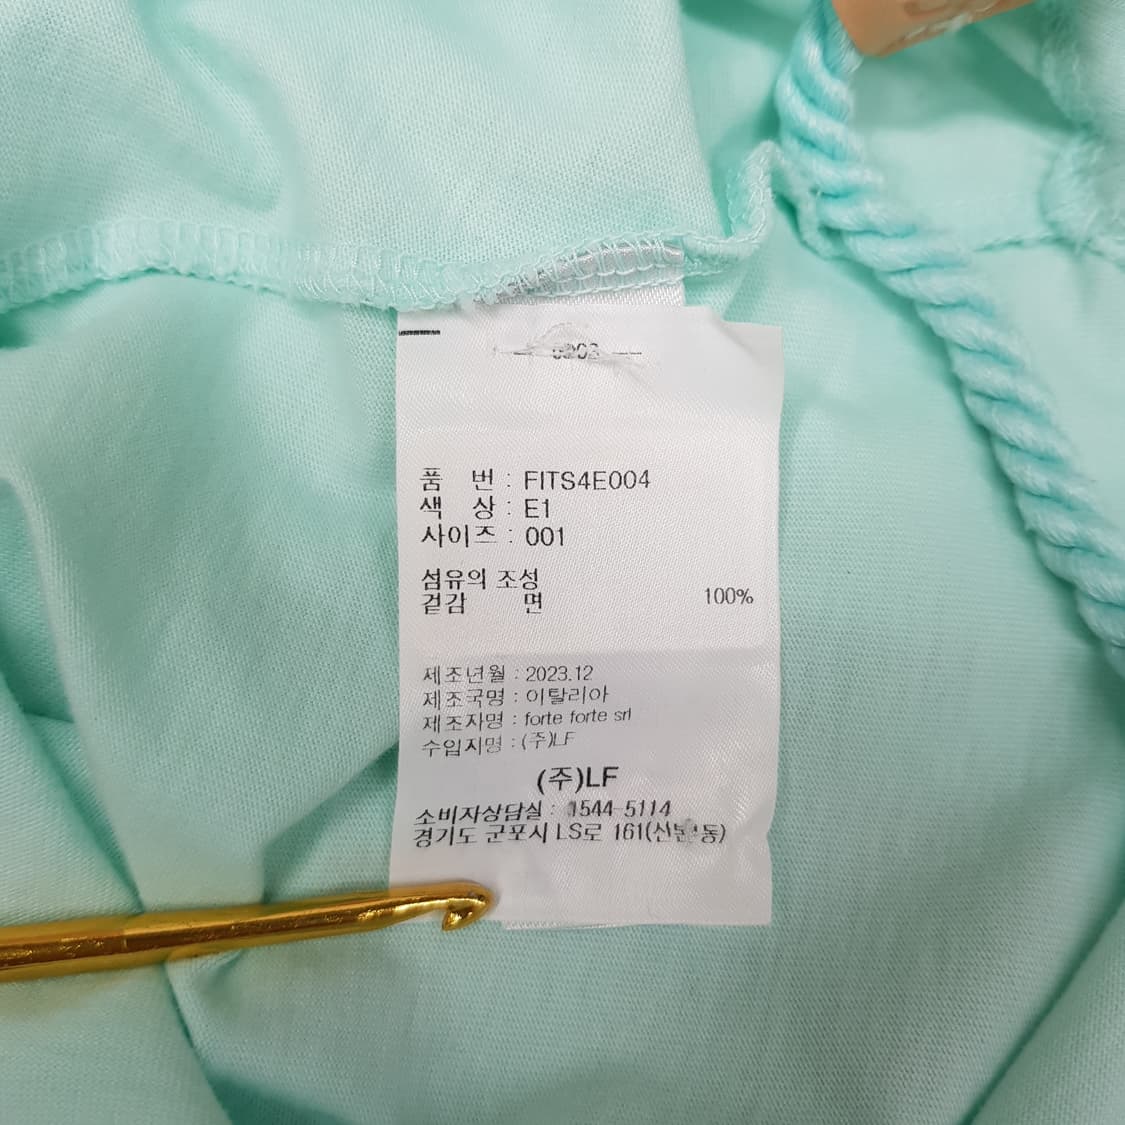 품 번 : FITS4E004
색 상 : E1
사이즈 : 001
섬유의 조성
겉감 면 100%
제조년월 : 2023.12
제조국명 : 이탈리아
제조자명 : forte forte srl
수입자명 : (주)LF
(주)LF
소비자상담실 : 1544-5114
경기도 군포시 LS로 161(산본동)